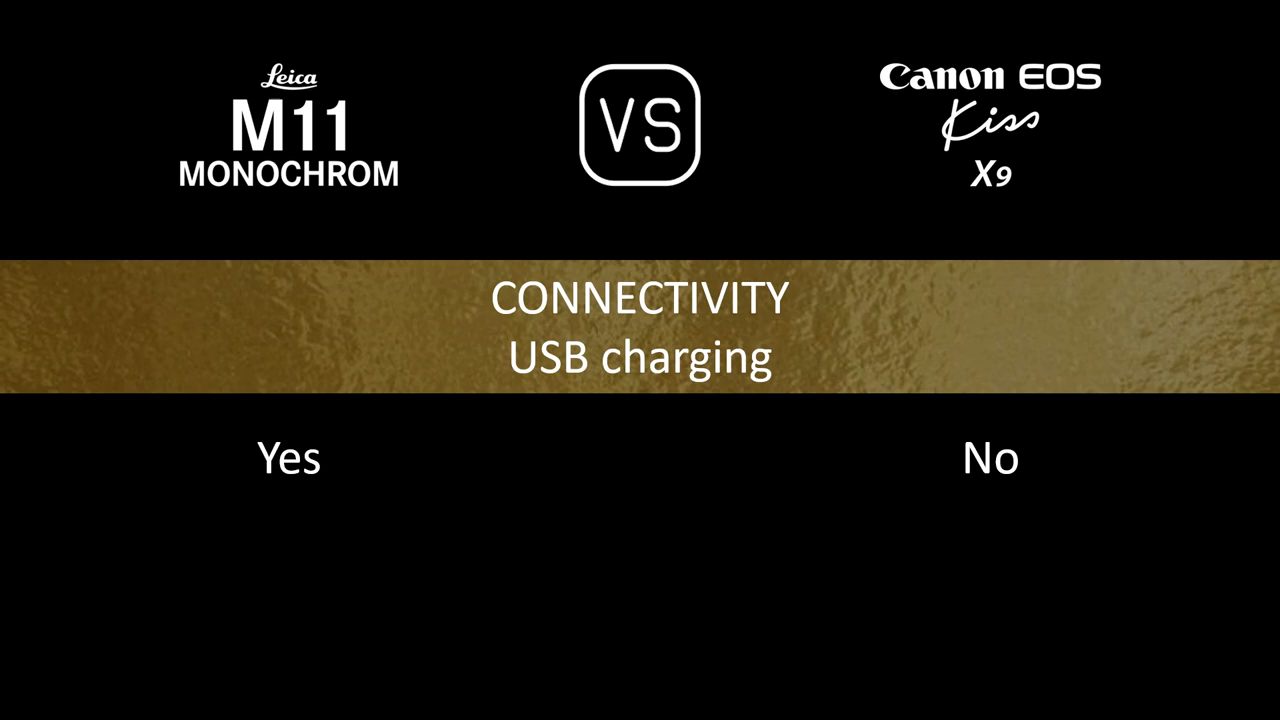 Leica
M11
MONOCHROM
VS
Canon EOS
Kiss
X9
CONNECTIVITY
USB charging
Yes
No